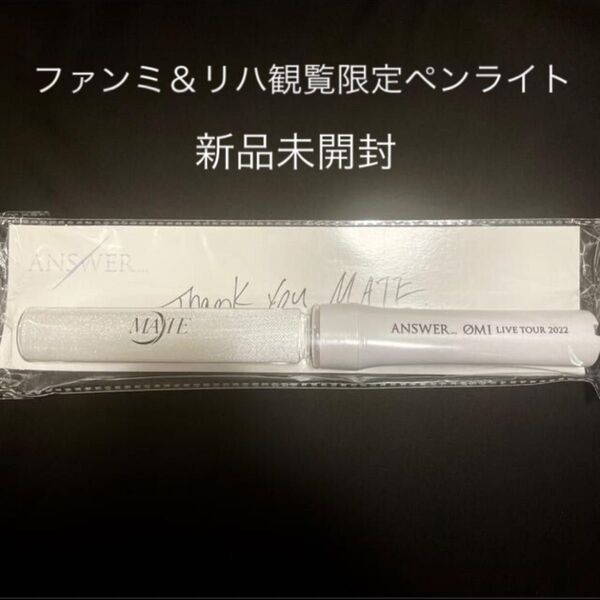 ファンミ＆リハ観覧限定ペンライト
新品未開封
ANSWER...
Thank you MATE
MATE
ANSWER... ØMI LIVE TOUR 2022